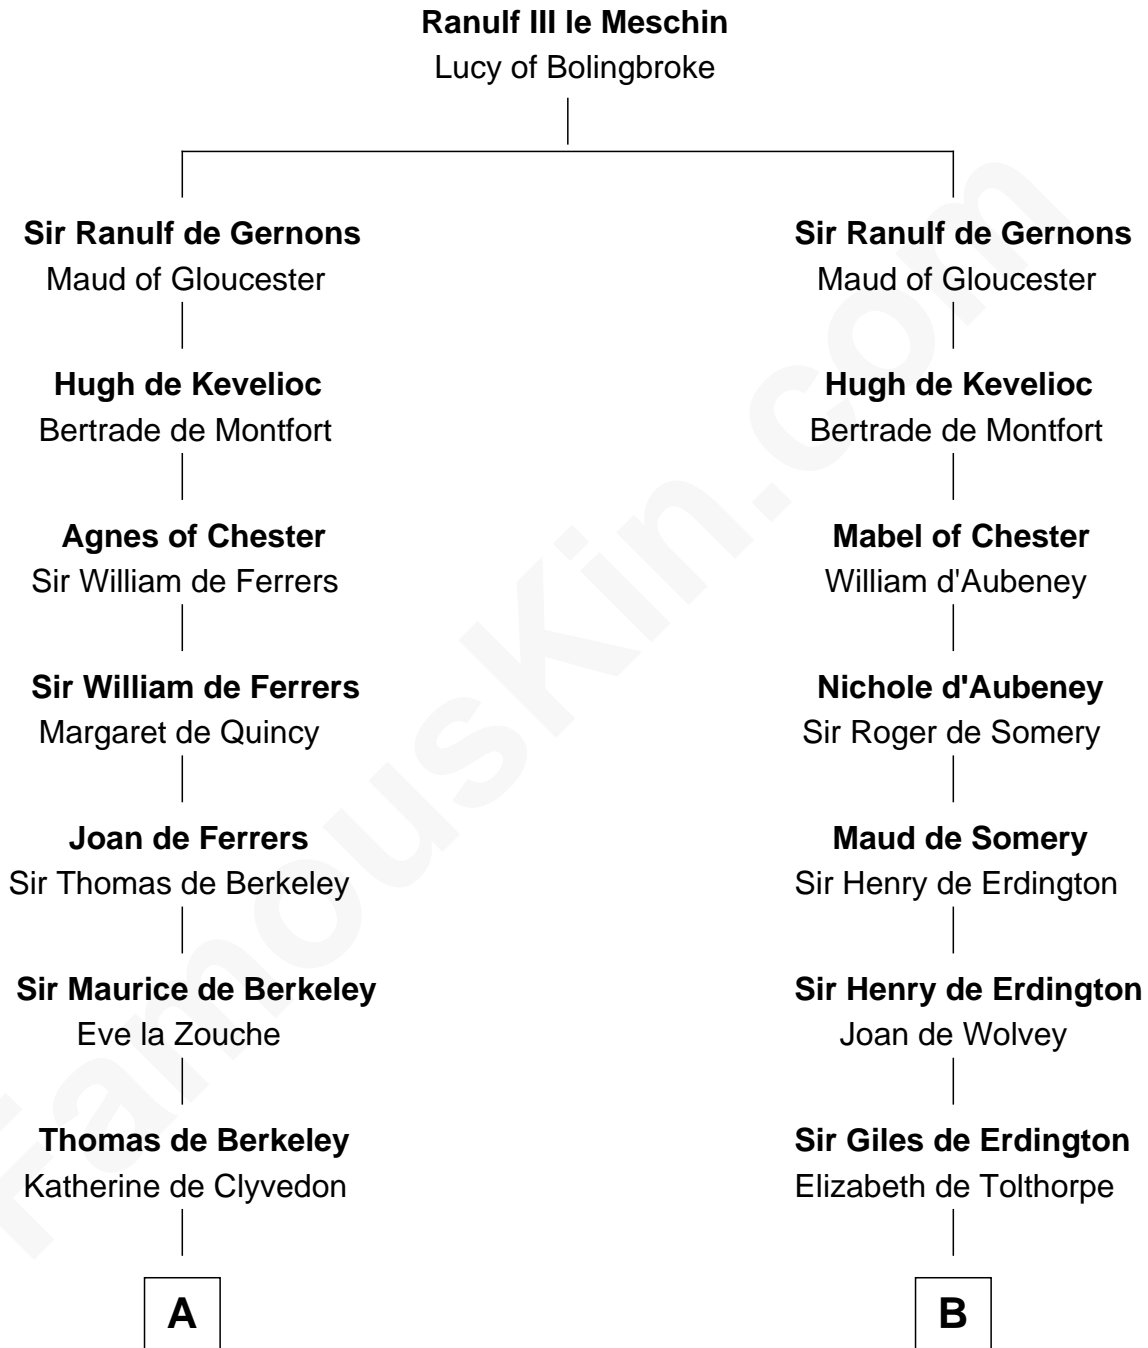 Ranulf III le Meschin
Lucy of Bolingbroke
Sir Ranulf de Gernons
Maud of Gloucester
Hugh de Kevelioc
Bertrade de Montfort
Agnes of Chester
Sir William de Ferrers
Sir William de Ferrers
Margaret de Quincy
Joan de Ferrers
Sir Thomas de Berkeley
Sir Maurice de Berkeley
Eve la Zouche
Thomas de Berkeley
Katherine de Clyvedon
A
Sir Ranulf de Gernons
Maud of Gloucester
Hugh de Kevelioc
Bertrade de Montfort
Mabel of Chester
William d'Aubeney
Nichole d'Aubeney
Sir Roger de Somery
Maud de Somery
Sir Henry de Erdington
Sir Henry de Erdington
Joan de Wolvey
Sir Giles de Erdington
Elizabeth de Tolthorpe
B
FamousKin.com